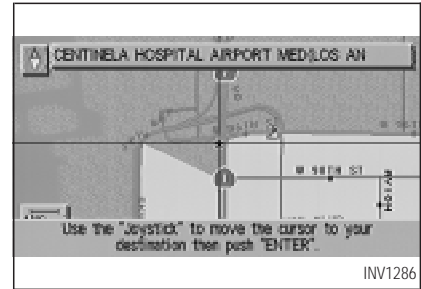 CENTINELA HOSPITAL AIRPORT MED(LOS AN
W 98TH ST
Use the "Joystick" to move the cursor to your
destination then push "ENTER".
INV1286